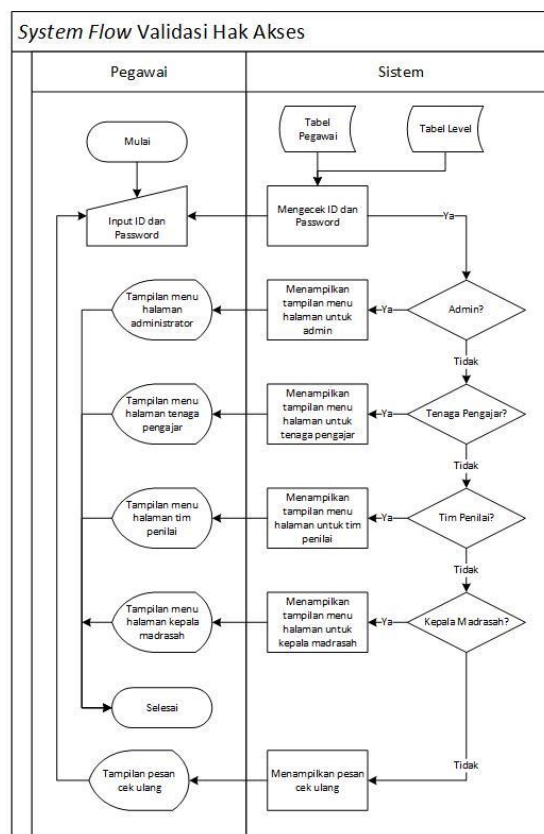 System Flow Validasi Hak Akses
Pegawai
Sistem
Mulai
Tabel
Pegawai
Tabel Level
Input ID dan
Password
Mengecek ID dan
Password
Ya
Tampilan menu
halaman
administrator
Menampilkan
tampilan menu
halaman untuk
admin
Ya
Admin?
Tidak
Tampilan menu
halaman tenaga
pengajar
Menampilkan
tampilan menu
halaman untuk
tenaga pengajar
Ya
Tenaga Pengajar?
Tidak
Tampilan menu
halaman tim
penilai
Menampilkan
tampilan menu
halaman untuk tim
penilai
Ya
Tim Penilai?
Tidak
Tampilan menu
halaman kepala
madrasah
Menampilkan
tampilan menu
halaman untuk
kepala madrasah
Ya
Kepala Madrasah?
Selesai
Tidak
Tampilan pesan
cek ulang
Menampilkan pesan
cek ulang